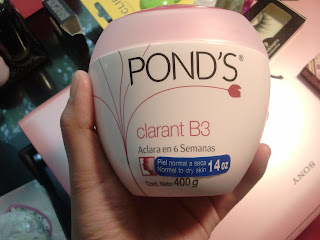 POND'S®
clarant B3
Aclara en 6 Semanas
Piel normal a seca
Normal to dry skin
14 oz
Cont. Neto 400 g
SONY